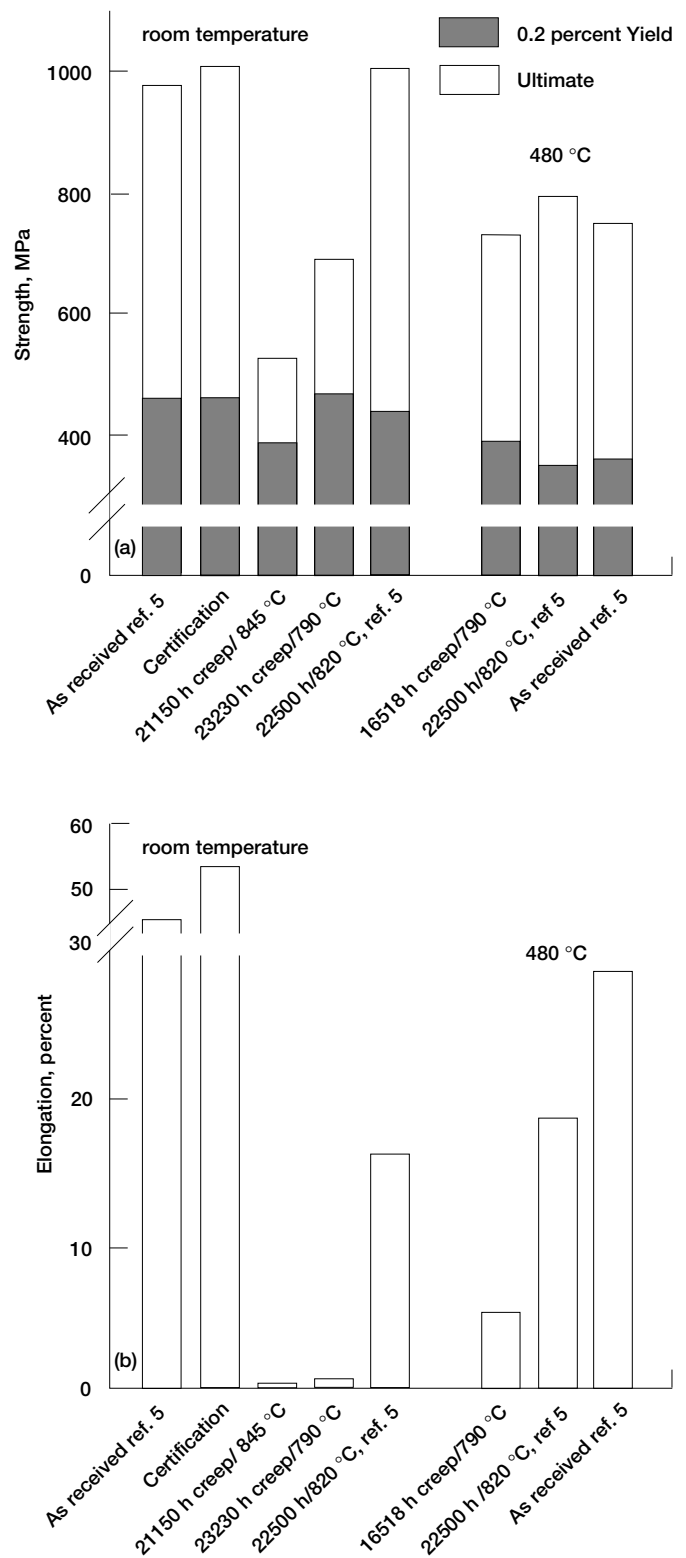 room temperature
0.2 percent Yield
Ultimate
480 °C
1000
800
600
400
0
Strength, MPa
(a)
As received ref. 5
Certification
21150 h creep/ 845 °C
23230 h creep/790 °C
22500 h/820 °C, ref. 5
16518 h creep/790 °C
22500 h/820 °C, ref 5
As received ref. 5
room temperature
480 °C
60
50
30
20
10
0
Elongation, percent
(b)
As received ref. 5
Certification
21150 h creep/ 845 °C
23230 h creep/790 °C
22500 h/820 °C, ref. 5
16518 h creep/790 °C
22500 h /820 °C, ref 5
As received ref. 5